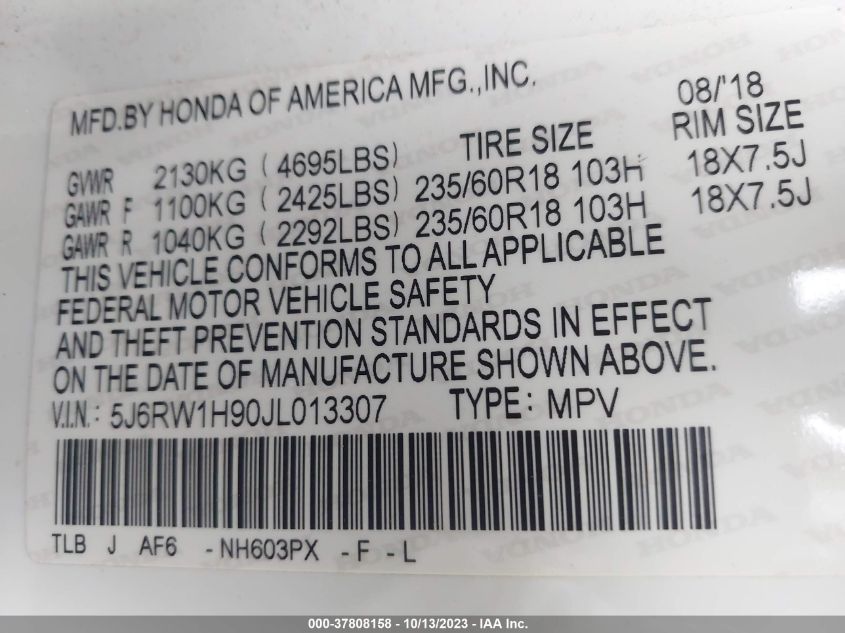 MFD.BY HONDA OF AMERICA MFG.,INC. 08/'18
TIRE SIZE RIM SIZE
GVWR 2130KG ( 4695LBS)
GAWR F 1100KG ( 2425LBS) 235/60R18 103H 18X7.5J
GAWR R 1040KG ( 2292LBS) 235/60R18 103H 18X7.5J
THIS VEHICLE CONFORMS TO ALL APPLICABLE
FEDERAL MOTOR VEHICLE SAFETY
AND THEFT PREVENTION STANDARDS IN EFFECT
ON THE DATE OF MANUFACTURE SHOWN ABOVE.
V.I.N.: 5J6RW1H90JL013307 TYPE: MPV
TLB J AF6 -NH603PX -F -L
000-37808158 - 10/13/2023 - IAA Inc.